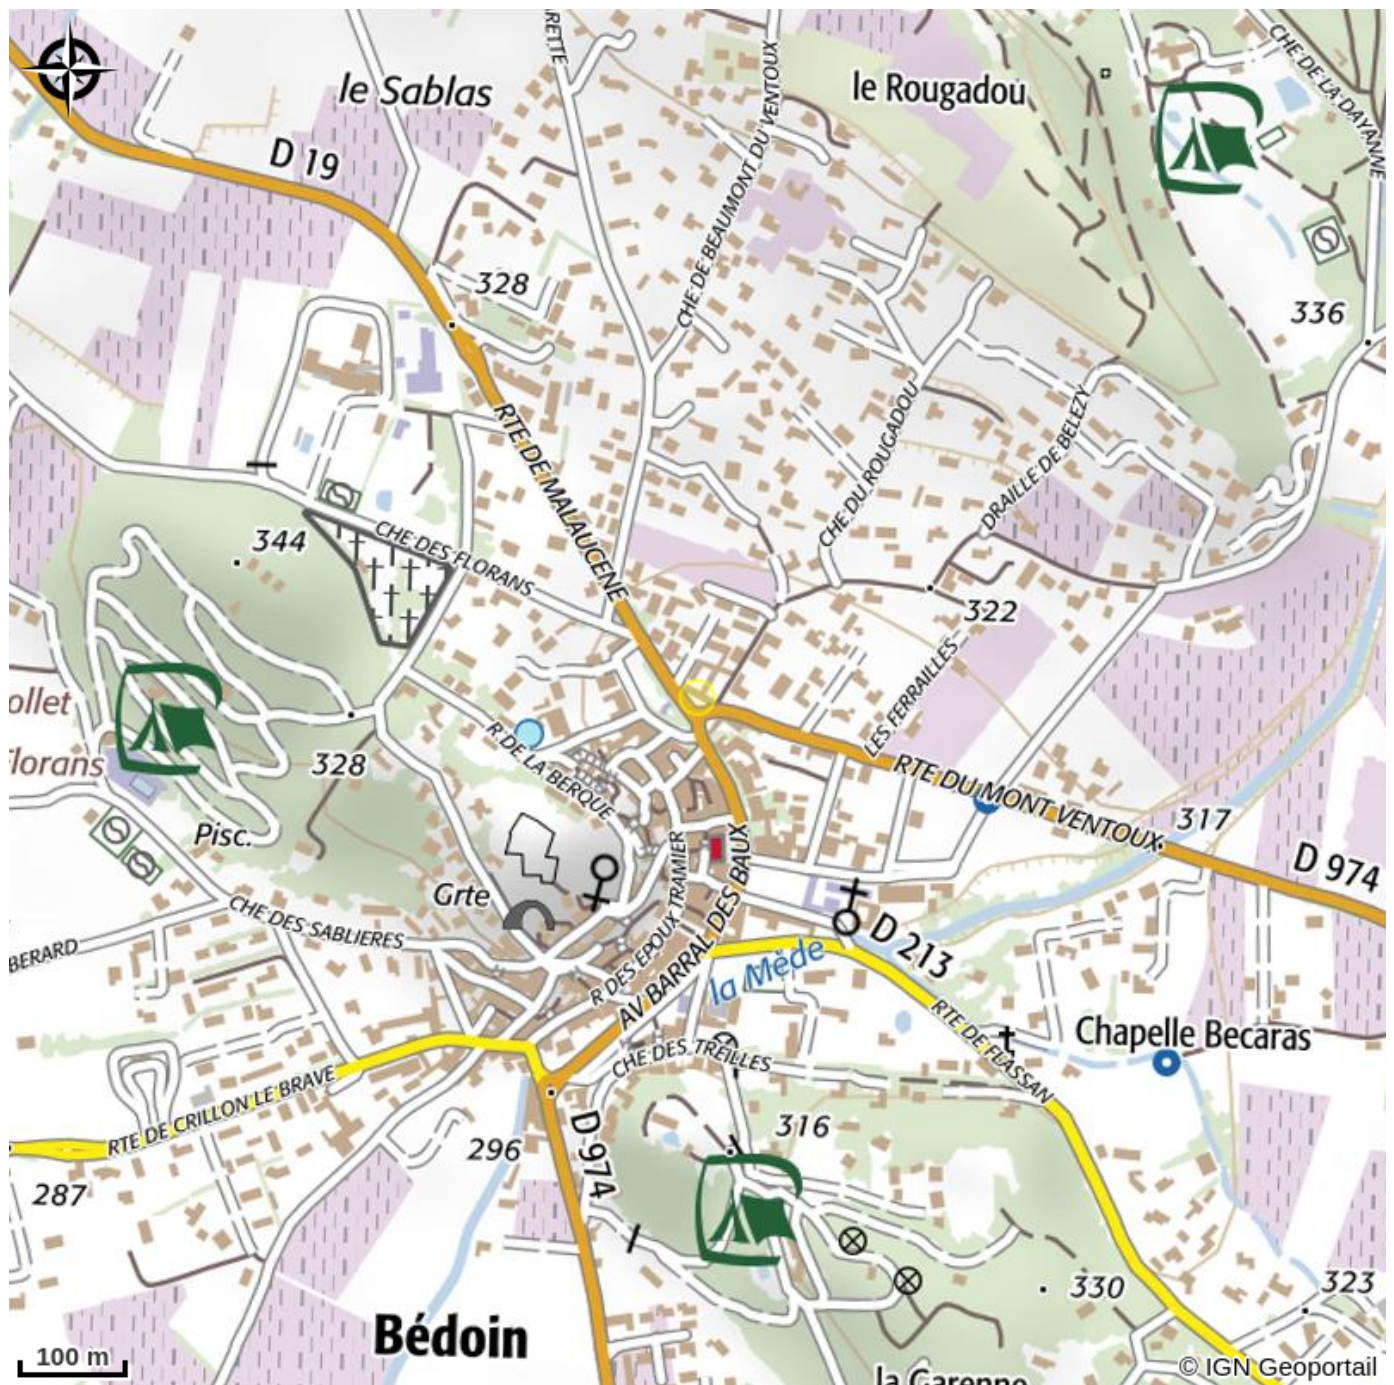 ARETTE
CHE DE LA DAYANNE
le Sablas
le Rougadou
D 19
CHE DE BEAUMONT DU VENTOUX
328
336
RTE DE MALAUCENE
CHE DU ROUGADOU
DRAILLE DE BELEZY
344
CHE DES FLORANS
322
LES FERRAILLES
ollet
lorans
328
R DE LA BERQUE
RTE DU MONT VENTOUX
317
Pisc.
D 974
Grte
CHE DES SABLIERES
R DES EPOUX TRAMIER
AV BARRAL DES BAUX
D 213
BERARD
la Mède
RTE DE FLASSAN
Chapelle Becaras
CHE DES TREILLES
RTE DE CRILLON LE BRAVE
D 974
316
296
287
330
323
Bédoin
100 m
la Garenne
© IGN Geoportail